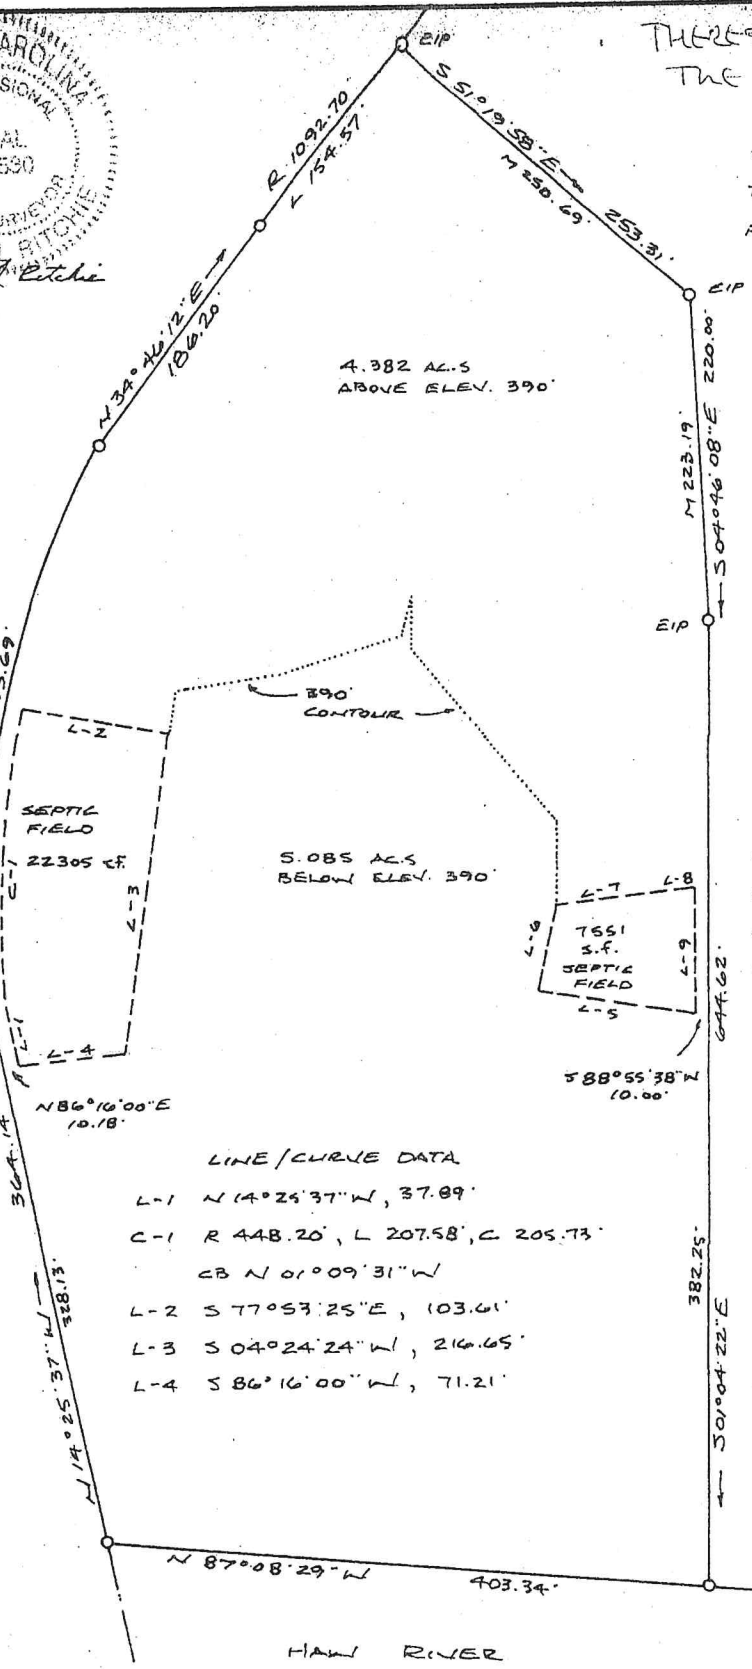 CAROLINA
SEAL
RITCHIE
Ritchie
EIP
THE
R 1092.70'
L 154.57'
S 51°19'58"E
253.31'
M 250.69'
EIP
N 34°46'12"E
186.20'
4.382 AC.S
ABOVE ELEV. 390'
220.00'
S 04°46'08"E
M 223.19'
EIP
390'
CONTOUR
L-2
SEPTIC
FIELD
22305 s.f.
C-1
L-3
5.085 AC.S
BELOW ELEV. 390'
L-7
L-8
L-6
7551
S.F.
SEPTIC
FIELD
L-9
L-5
644.62'
L-1
L-4
S 88°55'38"W
10.00'
N 86°16'00"E
10.18'
364.14
LINE/CURVE DATA
L-1 N 14°25'37"W, 37.89'
C-1 R 448.20', L 207.58', C 205.73'
CB N 01°09'31"W
L-2 S 77°53'25"E, 103.61'
L-3 S 04°24'24"W, 216.65'
L-4 S 86°16'00"W, 71.21'
328.13'
N 14°25'37"W
382.25'
S 01°04'22"E
N 87°08'29"W 403.34'
HAW RIVER